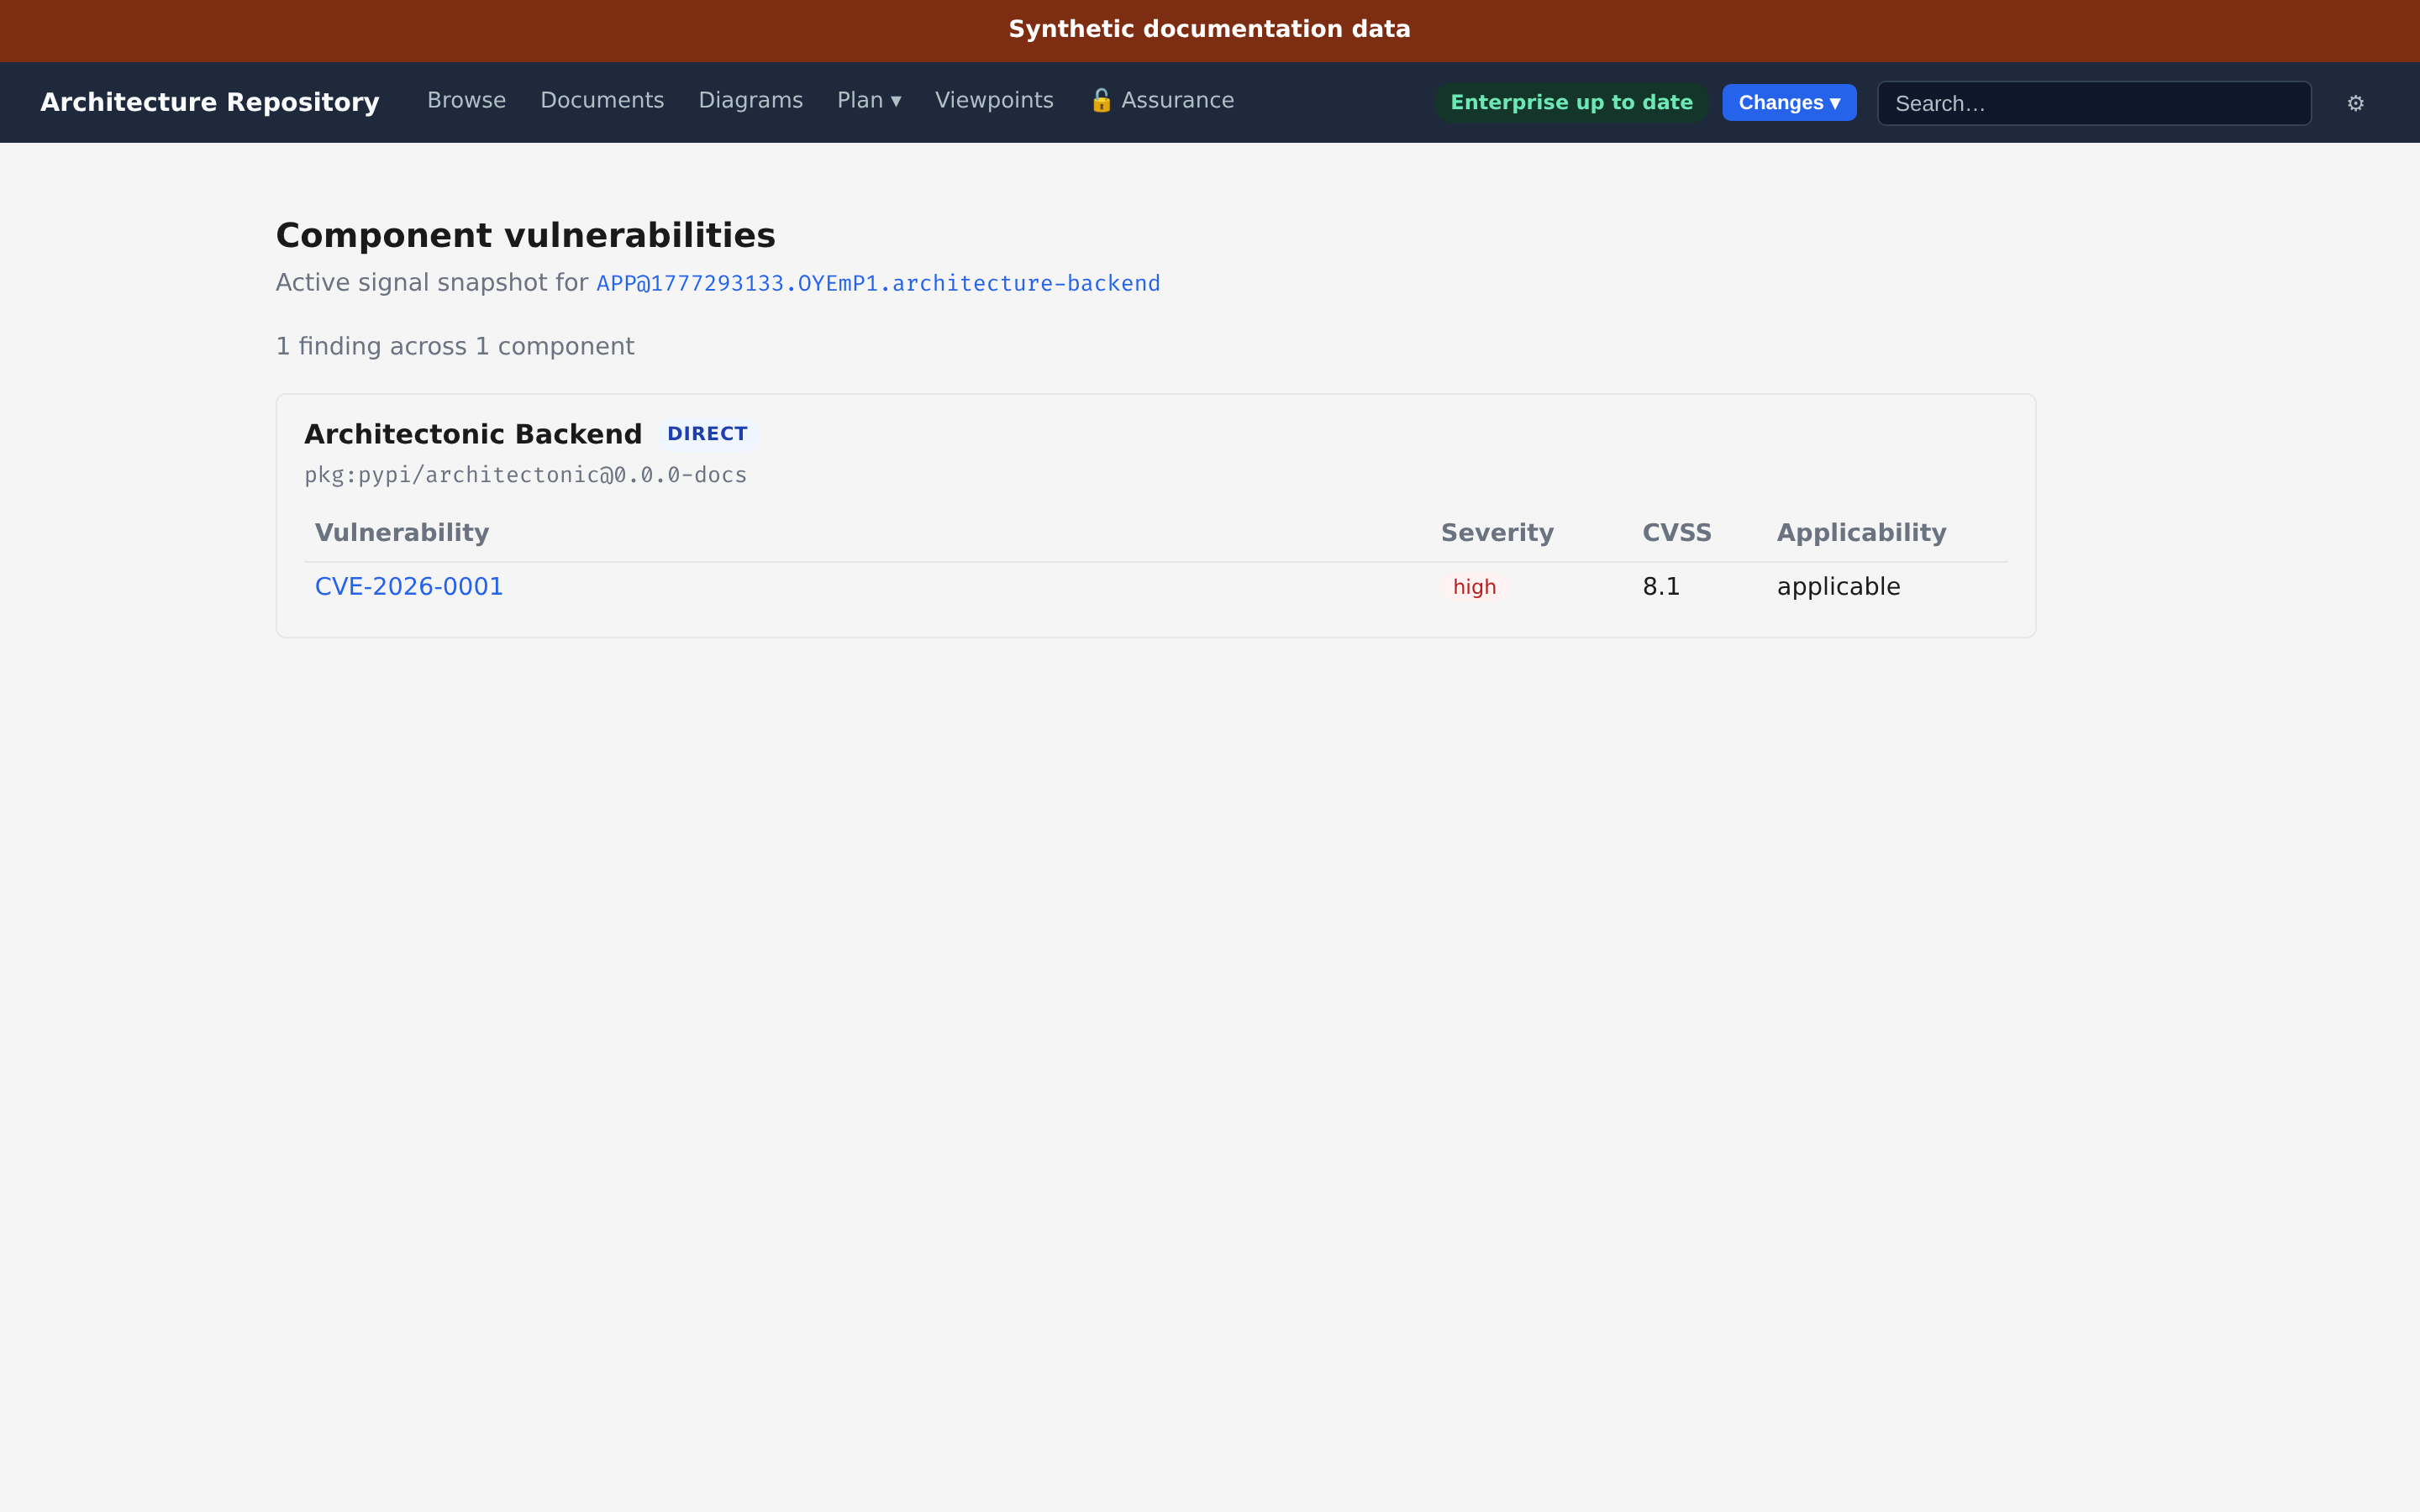 Synthetic documentation data
Architecture Repository Browse Documents Diagrams Plan ▾ Viewpoints 🔓 Assurance Enterprise up to date Changes ▾ Search… ⚙
Component vulnerabilities
Active signal snapshot for APP@1777293133.OYEmP1.architecture-backend
1 finding across 1 component
Architectonic Backend DIRECT
pkg:pypi/architectonic@0.0.0-docs
Vulnerability Severity CVSS Applicability
CVE-2026-0001 high 8.1 applicable